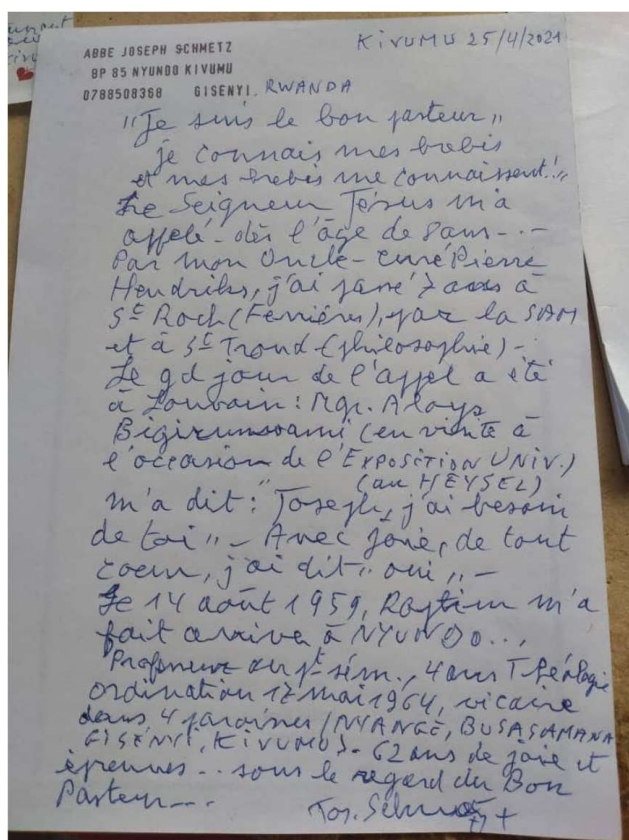 ABBE JOSEPH SCHMETZ
BP 85 NYUNDO KIVUMU
0788508368 GISENYI, RWANDA
KIVUMU 25/4/2021
"Je suis le bon pasteur"
je connais mes brebis
et mes brebis me connaissent!"
Le Seigneur Jésus m'a
appelé - dès l'âge de 8 ans -.-
Par mon Oncle - curé Pierre
Hendriks, j'ai passé 7 ans à
St Roch (Ferrières), par la SAM
et à St Trond (philosophie) -
Le gd jour de l'appel a été
à Louvain : Mgr. Aloys
Bigirumwami (en visite à
l'occasion de l'EXPOSITION UNIV.)
(au HEYSEL)
m'a dit : "Joseph, j'ai besoin
de toi" - Avec joie, de tout
coeur, j'ai dit "oui" -
Le 14 août 1959, m'a
fait arriver à NYUNDO...
Professeur au pt sém., 4 ans Théologie
ordination 17 mai 1964, vicaire
dans 4 paroisses (NYANGE, BUSASAMANA
GISENYI, KIVUMU) - 62 ans de joie et
épreuves .. sous le regard du Bon
Pasteur ---
Jos. Schmetz +